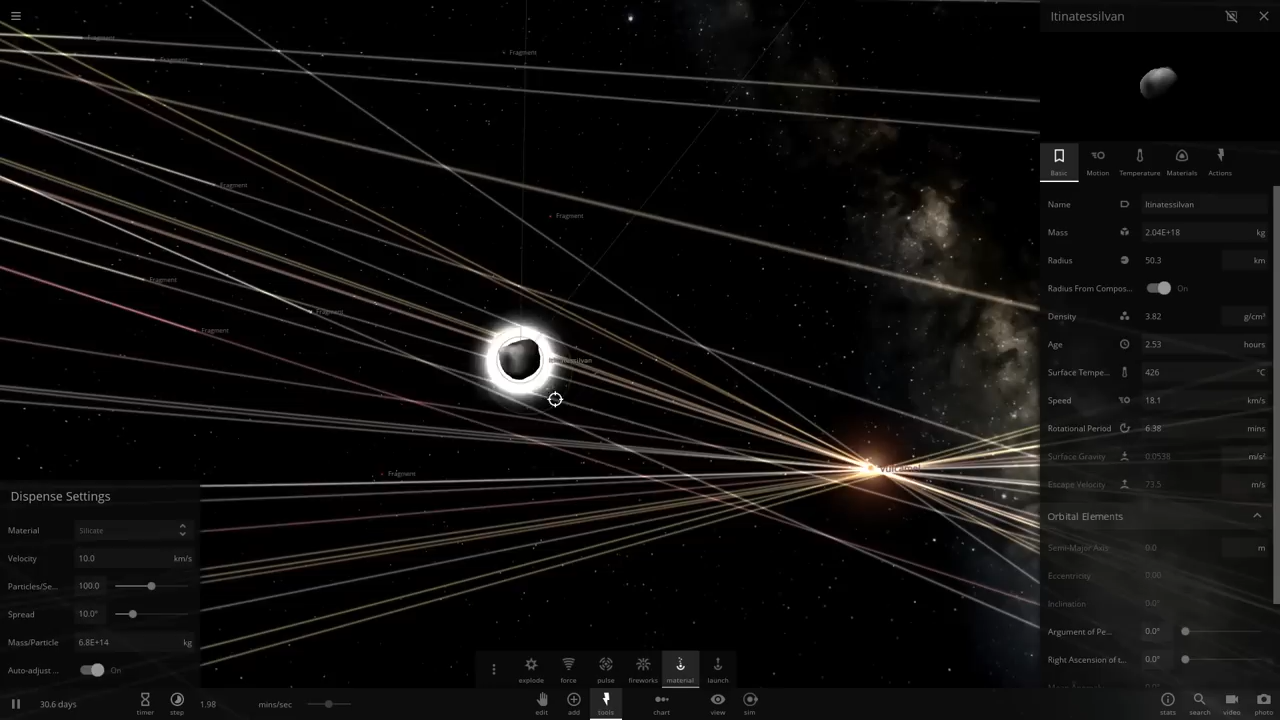 Itinatessilvan
Fragment
Fragment
Fragment
Fragment
Fragment
Fragment
Fragment
Fragment
Fragment
Itinatessilvan
Basic
Motion
Temperature
Materials
Actions
Name Itinatessilvan
Mass 2.04E+18 kg
Radius 50.3 km
Radius From Compos... On
Density 3.82 g/cm³
Age 2.53 hours
Surface Tempe... 426 °C
Speed 18.1 km/s
Rotational Period 6.38 mins
Surface Gravity 0.0538 m/s²
Escape Velocity 73.5 m/s
Orbital Elements
Semi-Major Axis 0.0 m
Eccentricity 0.00
Inclination 0.0°
Argument of Pe... 0.0°
Right Ascension of t... 0.0°
Dispense Settings
Material Silicate
Velocity 10.0 km/s
Particles/Se... 100.0
Spread 10.0°
Mass/Particle 6.8E+14 kg
Auto-adjust ... On
explode
force
pulse
fireworks
material
launch
30.6 days
timer
step
1.98 mins/sec
edit
add
tools
chart
view
sim
stats
search
video
photo